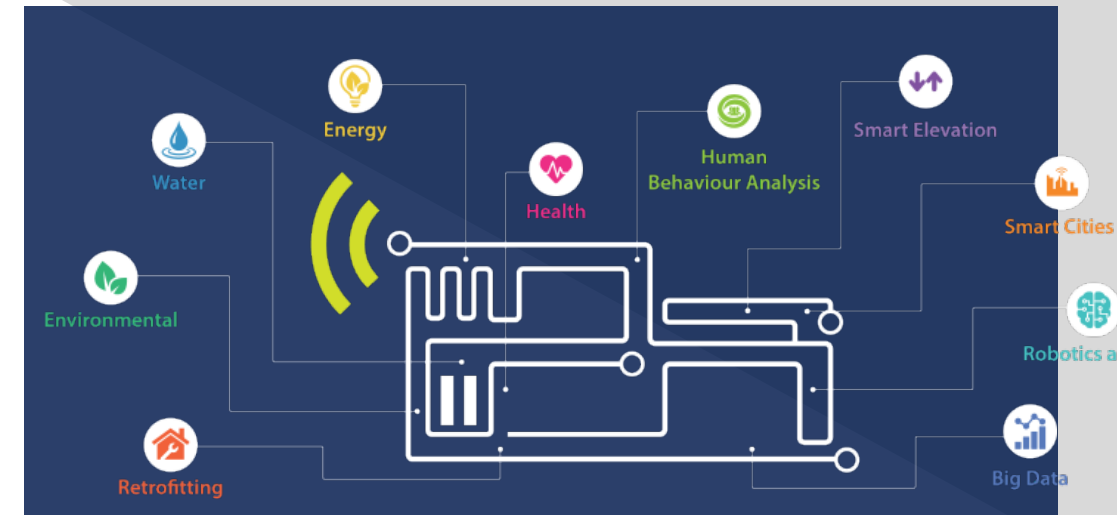 Energy
Smart Elevation
Water
Human
Behaviour Analysis
Health
Smart Cities
Environmental
Robotics a
Big Data
Retrofitting